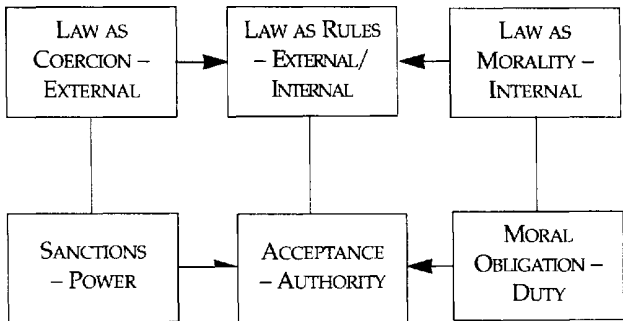 LAW AS
COERCION –
EXTERNAL
LAW AS RULES
– EXTERNAL/
INTERNAL
LAW AS
MORALITY –
INTERNAL
SANCTIONS
– POWER
ACCEPTANCE
– AUTHORITY
MORAL
OBLIGATION –
DUTY